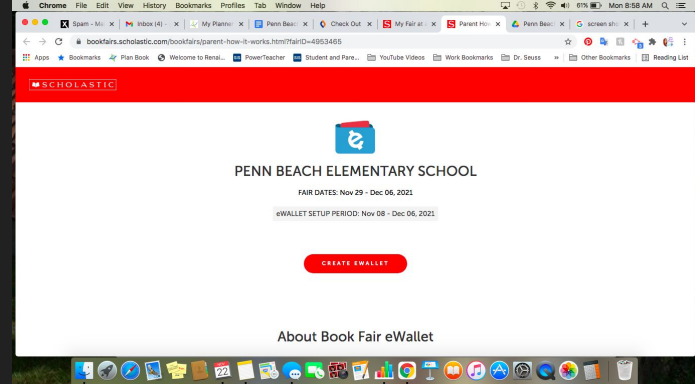 Chrome File Edit View History Bookmarks Profiles Tab Window Help 61% Mon 8:58 AM
Inbox (4) - My Planner Penn Beac Check Out My Fair at Parent How Penn Beac screen sho
bookfairs.scholastic.com/bookfairs/parent-how-it-works.html?fairID=4953465
Apps Bookmarks Plan Book Welcome to Renai... PowerTeacher Student and Pare... YouTube Videos Work Bookmarks Dr. Seuss » Other Bookmarks Reading List
SCHOLASTIC
e
PENN BEACH ELEMENTARY SCHOOL
FAIR DATES: Nov 29 - Dec 06, 2021
eWALLET SETUP PERIOD: Nov 08 - Dec 06, 2021
CREATE EWALLET
About Book Fair eWallet
22